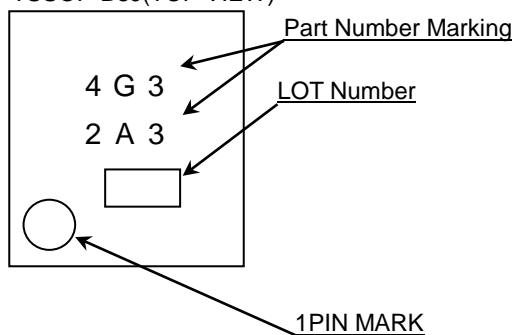 Part Number Marking
4 G 3
LOT Number
2 A 3
1PIN MARK